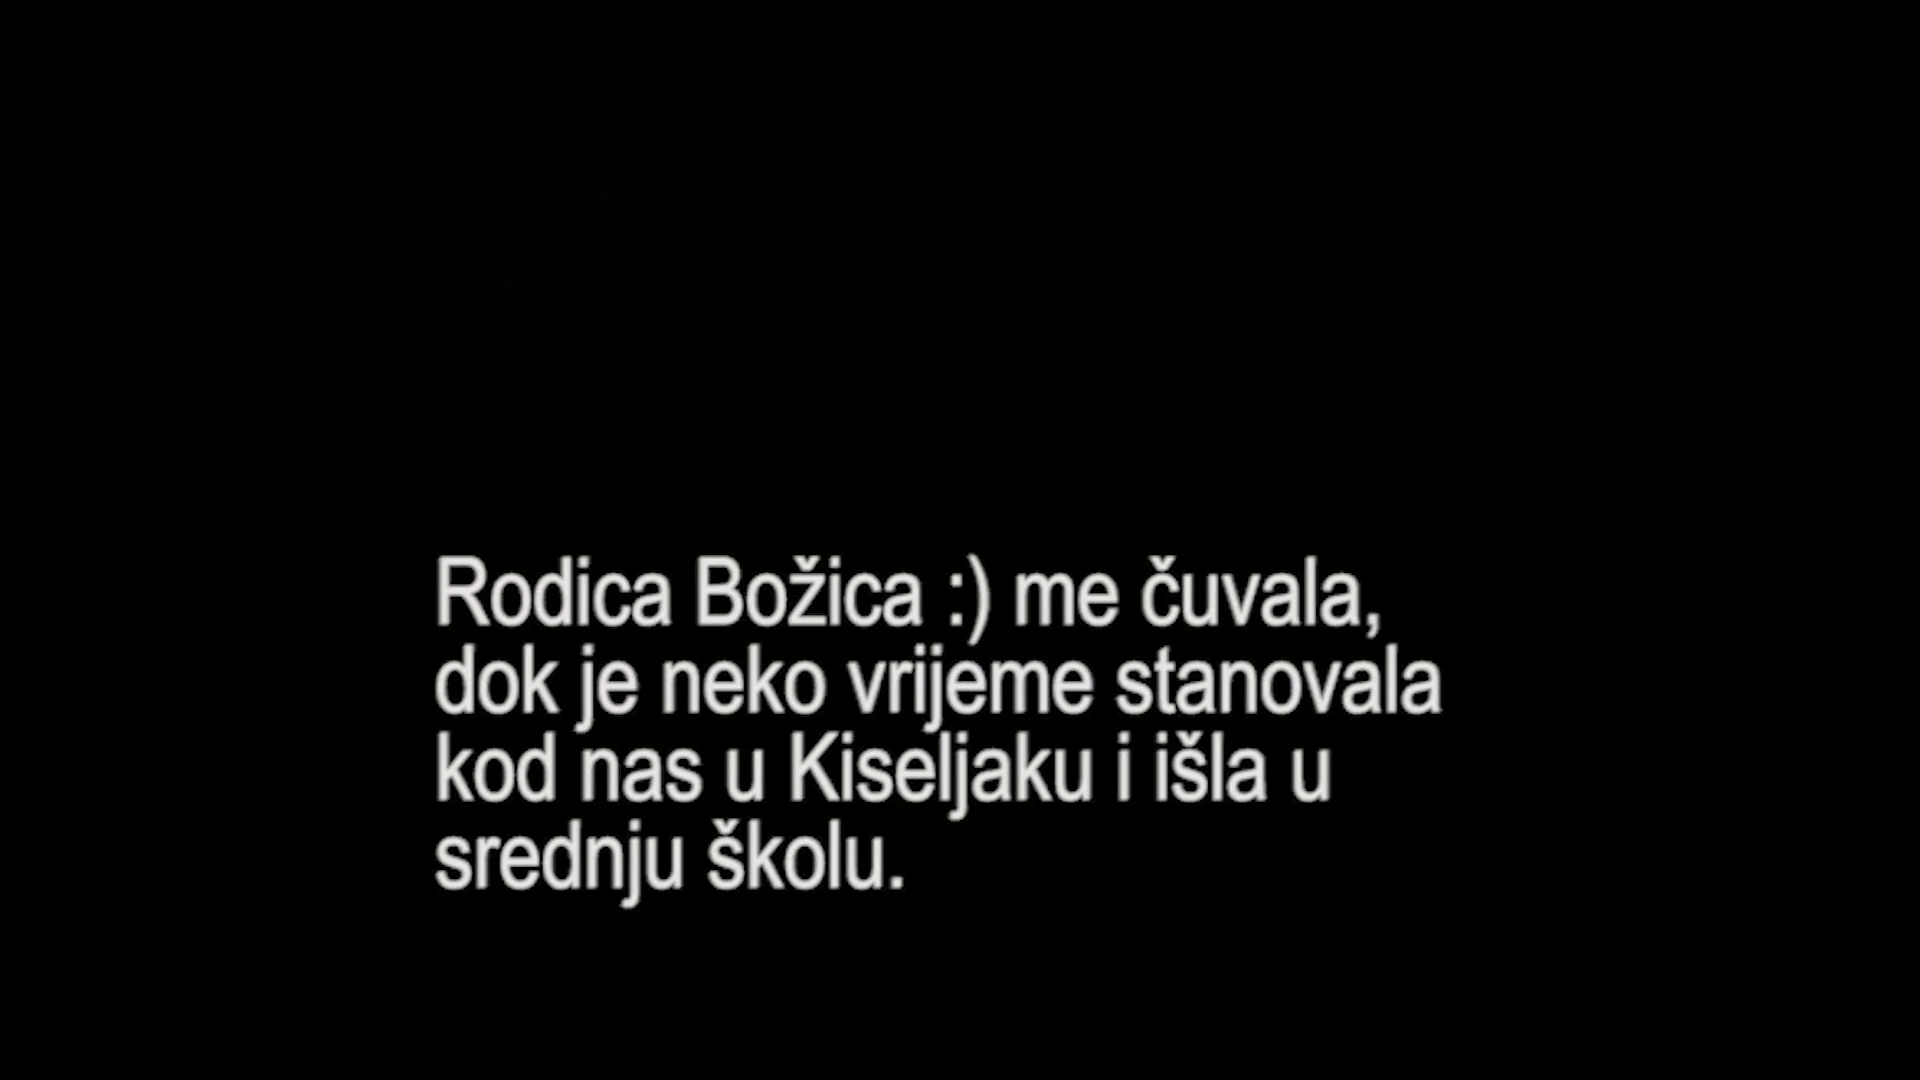 Rodica Božica :) me čuvala,
dok je neko vrijeme stanovala
kod nas u Kiseljaku i išla u
srednju školu.